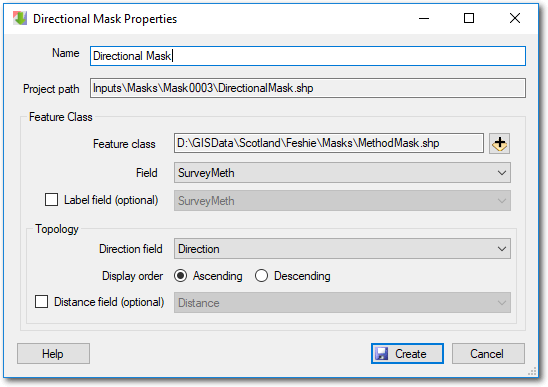 Directional Mask Properties
Name Directional Mask
Project path Inputs\Masks\Mask0003\DirectionalMask.shp
Feature Class
Feature class D:\GISData\Scotland\Feshie\Masks\MethodMask.shp
Field SurveyMeth
Label field (optional) SurveyMeth
Topology
Direction field Direction
Display order Ascending Descending
Distance field (optional) Distance
Help Create Cancel